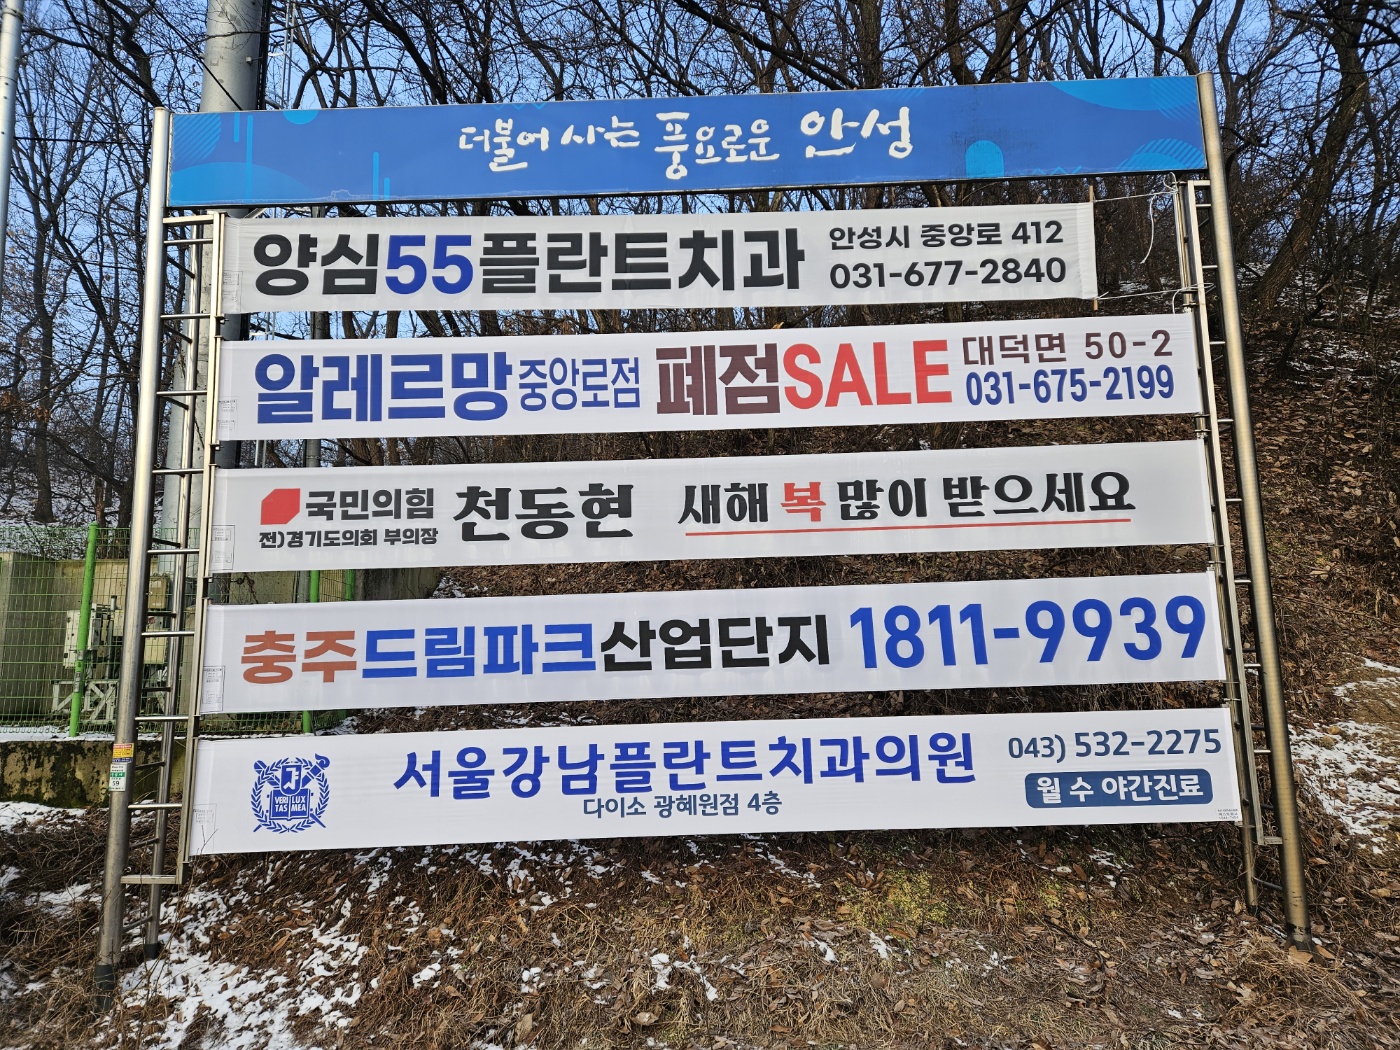 더불어 사는 풍요로운 안성
양심55플란트치과 안성시 중앙로 412
031-677-2840
알레르망 중앙로점 폐점SALE 대덕면 50-2
031-675-2199
국민의힘 천동현 새해 복 많이 받으세요
전)경기도의회 부의장
충주드림파크산업단지 1811-9939
서울강남플란트치과의원 043) 532-2275
다이소 광혜원점 4층 월 수 야간진료
VERI LUX
TAS MEA